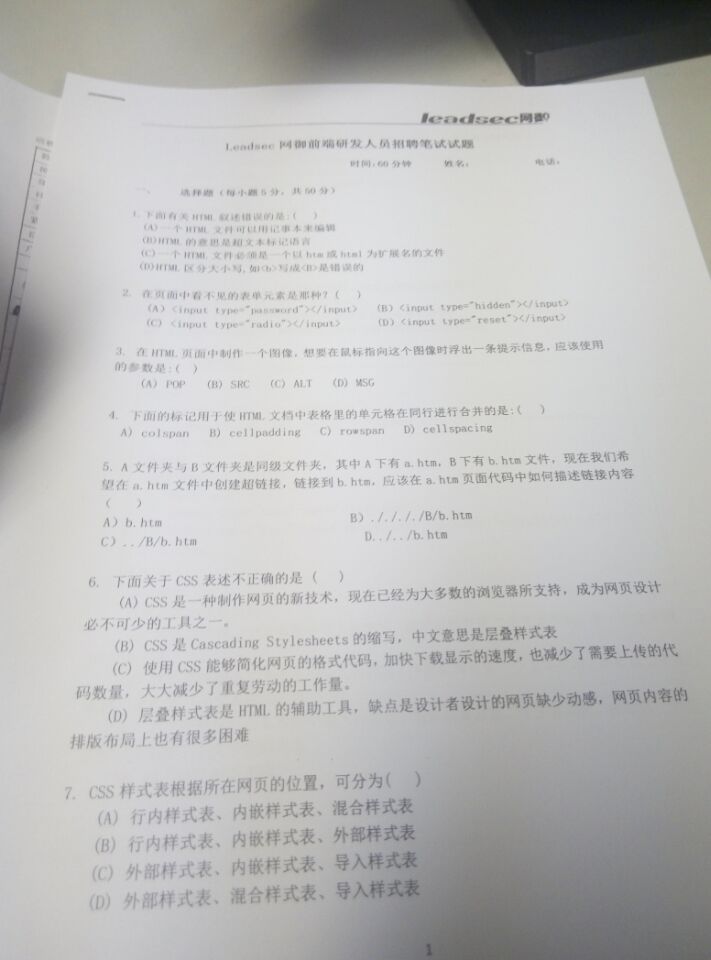 leadsec网御
Leadsec 网御前端研发人员招聘笔试试题
时间：60 分钟 姓名： 电话：
一、 选择题（每小题 5 分，共 50 分）
1.下面有关 HTML 叙述错误的是:( )
(A)一个 HTML 文件可以用记事本来编辑
(B)HTML 的意思是超文本标记语言
(C)一个 HTML 文件必须是一个以 htm 或 html 为扩展名的文件
(D)HTML 区分大小写,如<b>写成<B>是错误的
2. 在页面中看不见的表单元素是那种?( )
(A) <input type="password"></input> (B) <input type="hidden"></input>
(C) <input type="radio"></input> (D) <input type="reset"></input>
3. 在 HTML 页面中制作一个图像，想要在鼠标指向这个图像时浮出一条提示信息，应该使用
的参数是:( )
(A) POP (B) SRC (C) ALT (D) MSG
4. 下面的标记用于使 HTML 文档中表格里的单元格在同行进行合并的是:( )
A) colspan B) cellpadding C) rowspan D) cellspacing
5. A 文件夹与 B 文件夹是同级文件夹，其中 A 下有 a.htm，B 下有 b.htm 文件，现在我们希
望在 a.htm 文件中创建超链接，链接到 b.htm，应该在 a.htm 页面代码中如何描述链接内容
( )
A）b.htm B）././././B/b.htm
C）../B/b.htm D.../../b.htm
6. 下面关于 CSS 表述不正确的是（ ）
(A) CSS 是一种制作网页的新技术，现在已经为大多数的浏览器所支持，成为网页设计
必不可少的工具之一。
(B) CSS 是 Cascading Stylesheets 的缩写，中文意思是层叠样式表
(C) 使用 CSS 能够简化网页的格式代码,加快下载显示的速度,也减少了需要上传的代
码数量，大大减少了重复劳动的工作量。
(D) 层叠样式表是 HTML 的辅助工具，缺点是设计者设计的网页缺少动感，网页内容的
排版布局上也有很多困难
7. CSS 样式表根据所在网页的位置，可分为( )
(A) 行内样式表、内嵌样式表、混合样式表
(B) 行内样式表、内嵌样式表、外部样式表
(C) 外部样式表、内嵌样式表、导入样式表
(D) 外部样式表、混合样式表、导入样式表
1